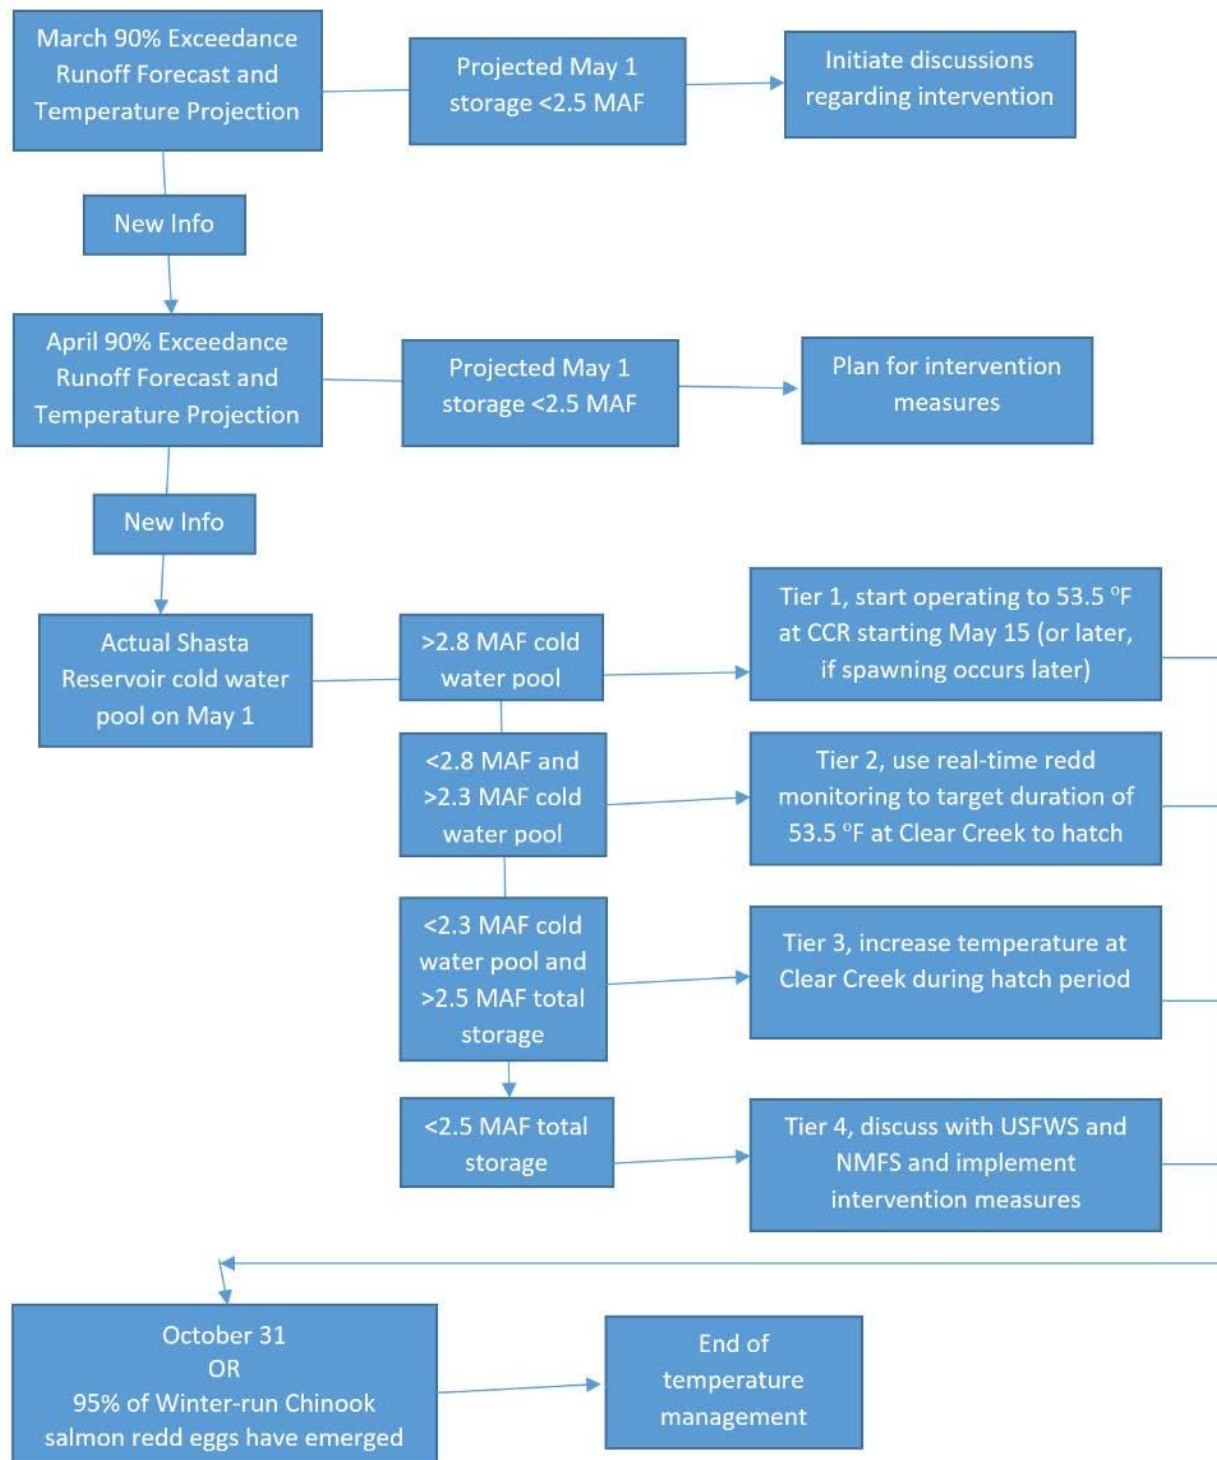 March 90% Exceedance
Runoff Forecast and
Temperature Projection
Projected May 1
storage <2.5 MAF
Initiate discussions
regarding intervention
New Info
April 90% Exceedance
Runoff Forecast and
Temperature Projection
Projected May 1
storage <2.5 MAF
Plan for intervention
measures
New Info
Actual Shasta
Reservoir cold water
pool on May 1
>2.8 MAF cold
water pool
Tier 1, start operating to 53.5 °F
at CCR starting May 15 (or later,
if spawning occurs later)
<2.8 MAF and
>2.3 MAF cold
water pool
Tier 2, use real-time redd
monitoring to target duration of
53.5 °F at Clear Creek to hatch
<2.3 MAF cold
water pool and
>2.5 MAF total
storage
Tier 3, increase temperature at
Clear Creek during hatch period
<2.5 MAF total
storage
Tier 4, discuss with USFWS and
NMFS and implement
intervention measures
October 31
OR
95% of Winter-run Chinook
salmon redd eggs have emerged
End of
temperature
management